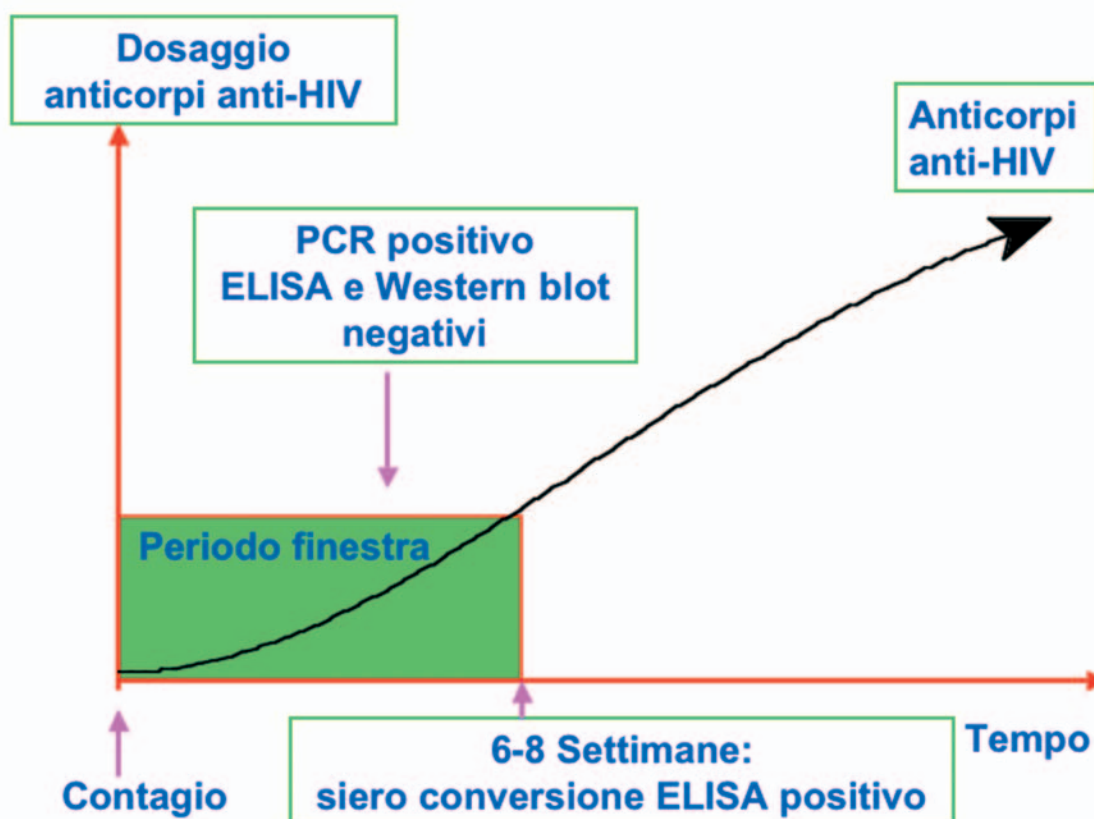 Dosaggio
anticorpi anti-HIV
Anticorpi
anti-HIV
PCR positivo
ELISA e Western blot
negativi
Periodo finestra
Tempo
Contagio
6-8 Settimane:
siero conversione ELISA positivo